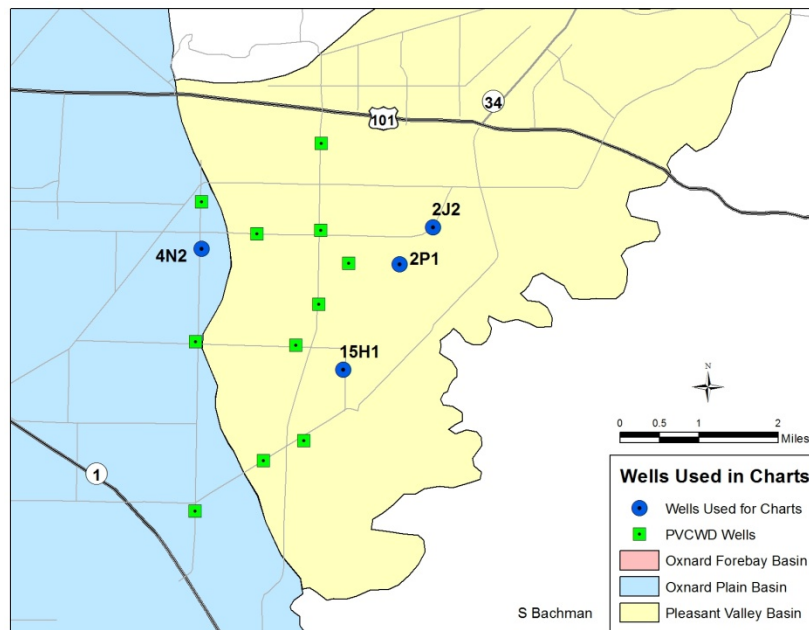 34
101
2J2
4N2
2P1
15H1
N
0 0.5 1 2
Miles
1
Wells Used in Charts
Wells Used for Charts
PVCWD Wells
Oxnard Forebay Basin
Oxnard Plain Basin
S Bachman
Pleasant Valley Basin